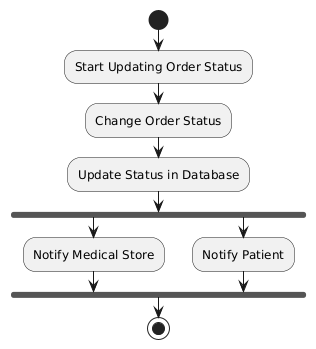 Start Updating Order Status
Change Order Status
Update Status in Database
Notify Medical Store
Notify Patient